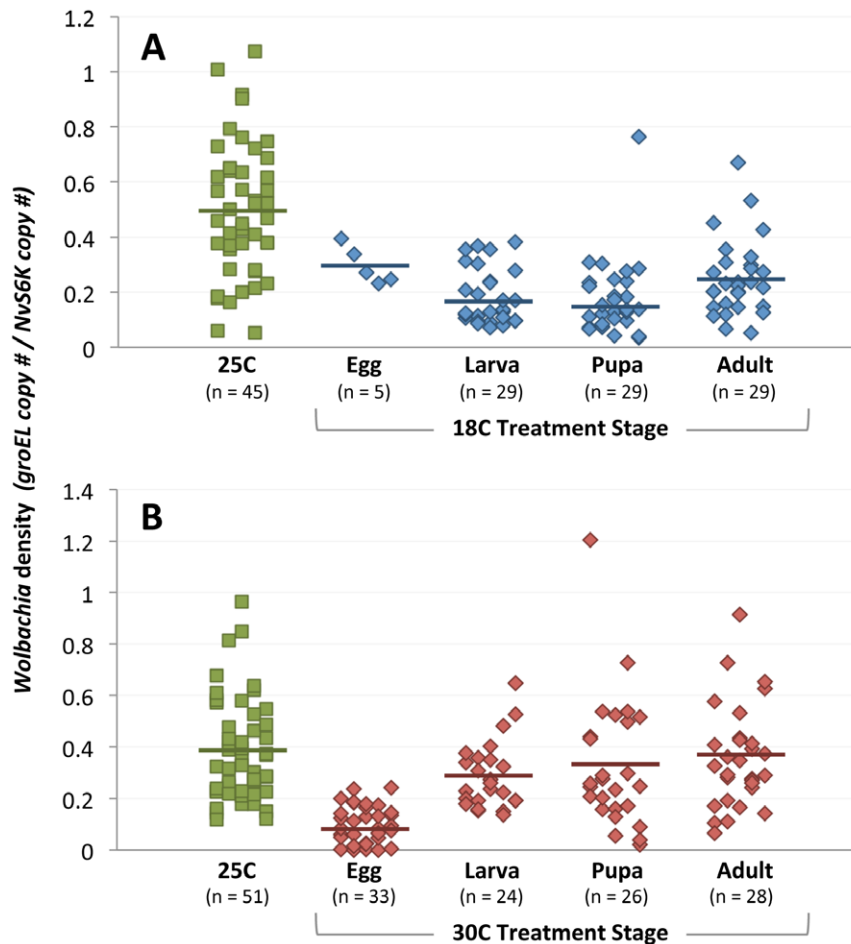 Wolbachia density (groEL copy # / NvS6K copy #)
A
1.2
1
0.8
0.6
0.4
0.2
0
25C Egg Larva Pupa Adult
(n = 45) (n = 5) (n = 29) (n = 29) (n = 29)
18C Treatment Stage
B
1.4
1.2
1
0.8
0.6
0.4
0.2
0
25C Egg Larva Pupa Adult
(n = 51) (n = 33) (n = 24) (n = 26) (n = 28)
30C Treatment Stage